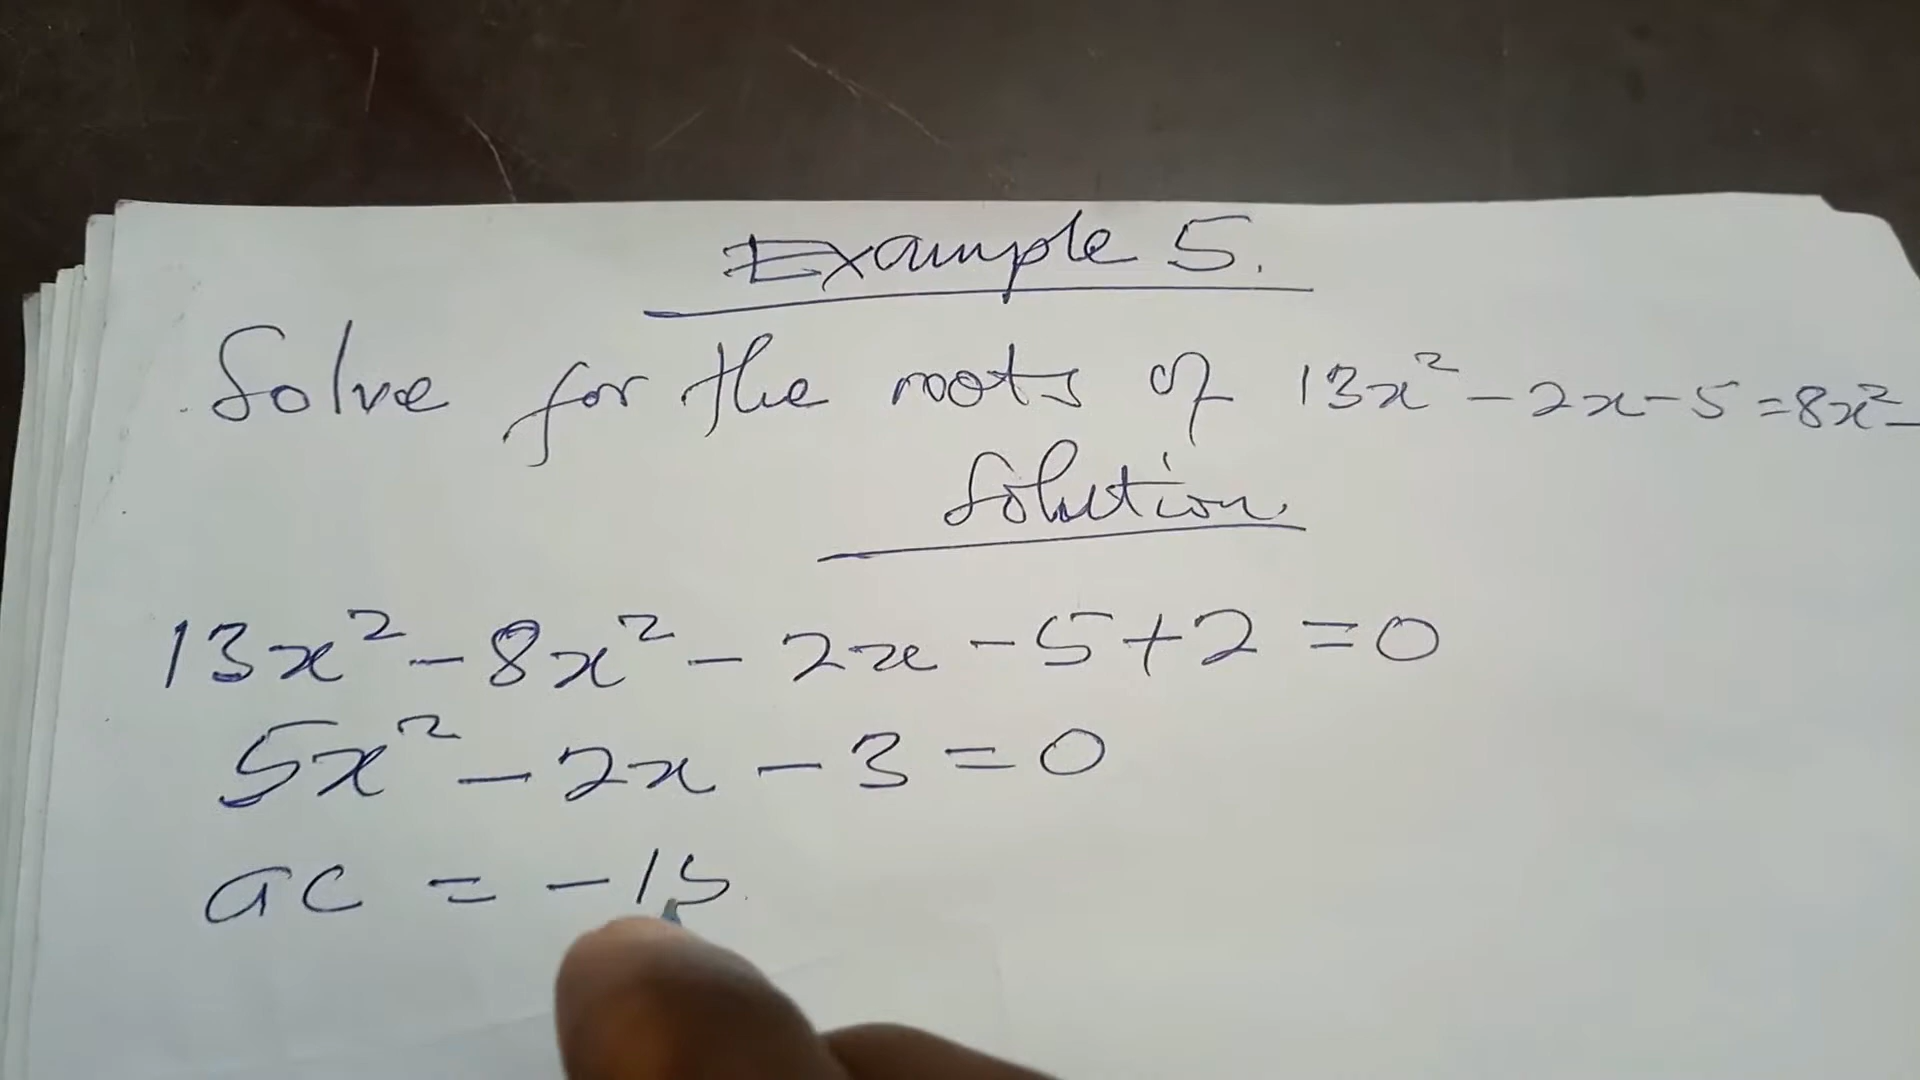 Example 5.
Solve for the roots of 13x² - 2x - 5 = 8x² -
Solution.
13x² - 8x² - 2x - 5 + 2 = 0
5x² - 2x - 3 = 0
ac = -15